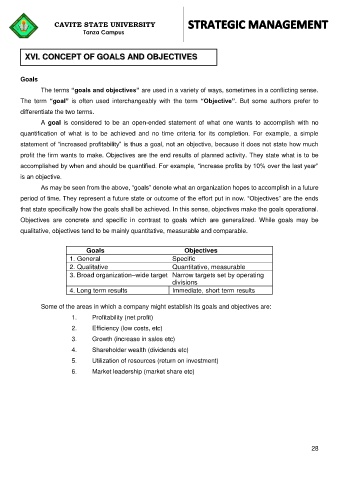 CAVITE STATE UNIVERSITY
Tanza Campus
STRATEGIC MANAGEMENT
XVI. CONCEPT OF GOALS AND OBJECTIVES
Goals
The terms "goals and objectives" are used in a variety of ways, sometimes in a conflicting sense.
The term "goal" is often used interchangeably with the term "Objective". But some authors prefer to
differentiate the two terms.
A goal is considered to be an open-ended statement of what one wants to accomplish with no
quantification of what is to be achieved and no time criteria for its completion. For example, a simple
statement of "increased profitability" is thus a goal, not an objective, because it does not state how much
profit the firm wants to make. Objectives are the end results of planned activity. They state what is to be
accomplished by when and should be quantified. For example, "increase profits by 10% over the last year"
is an objective.
As may be seen from the above, "goals" denote what an organization hopes to accomplish in a future
period of time. They represent a future state or outcome of the effort put in now. "Objectives" are the ends
that state specifically how the goals shall be achieved. In this sense, objectives make the goals operational.
Objectives are concrete and specific in contrast to goals which are generalized. While goals may be
qualitative, objectives tend to be mainly quantitative, measurable and comparable.
Goals Objectives
1. General Specific
2. Qualitative Quantitative, measurable
3. Broad organization–wide target Narrow targets set by operating
divisions
4. Long term results Immediate, short term results
Some of the areas in which a company might establish its goals and objectives are:
1. Profitability (net profit)
2. Efficiency (low costs, etc)
3. Growth (increase in sales etc)
4. Shareholder wealth (dividends etc)
5. Utilization of resources (return on investment)
6. Market leadership (market share etc)
28